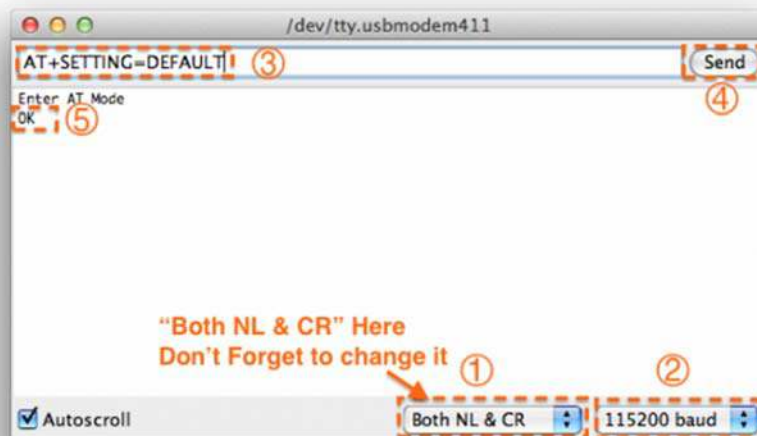 /dev/tty.usbmodem411
AT+SETTING=DEFAULT ③ Send
④
Enter AT Mode
OK ⑤
“Both NL & CR” Here
Don’t Forget to change it ① ②
Autoscroll Both NL & CR 115200 baud